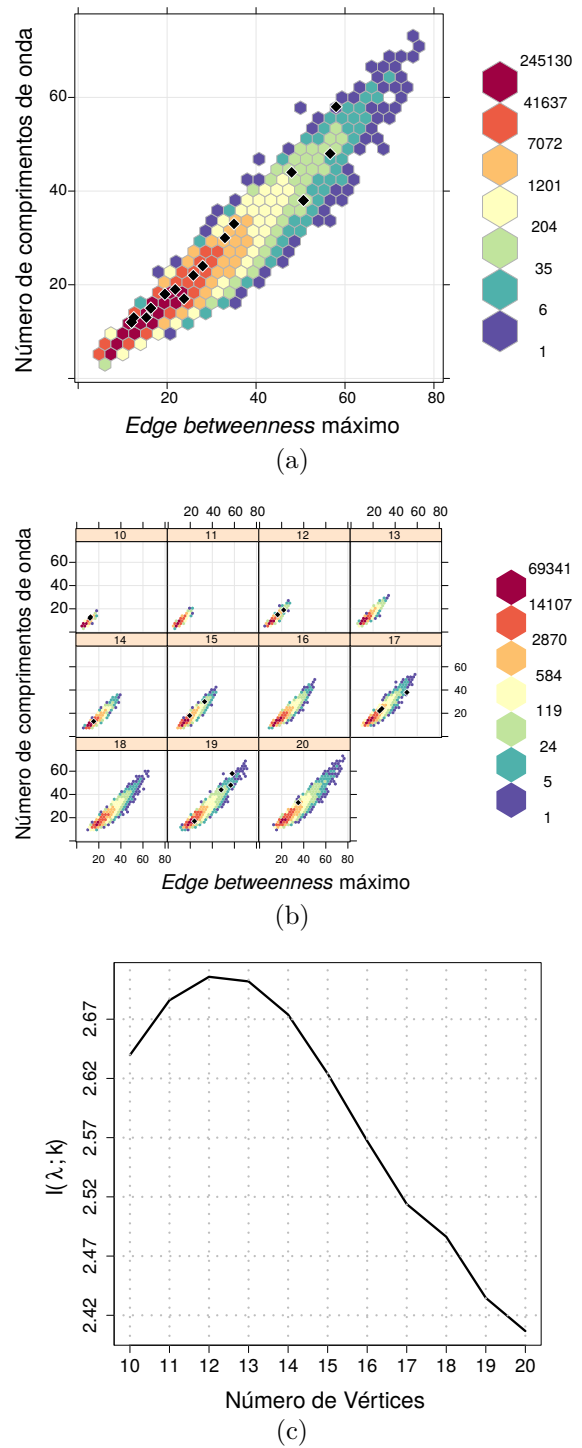 Número de comprimentos de onda
60
40
20
20 40 60 80
Edge betweenness máximo
245130
41637
7072
1201
204
35
6
1
(a)
20 40 60 80 20 40 60 80
10 11 12 13
60
40
20
14 15 16 17
60
40
20
18 19 20
60
40
20
20 40 60 80 20 40 60 80
Número de comprimentos de onda
Edge betweenness máximo
69341
14107
2870
584
119
24
5
1
(b)
I(λ;k)
2.67
2.62
2.57
2.52
2.47
2.42
10 11 12 13 14 15 16 17 18 19 20
Número de Vértices
(c)